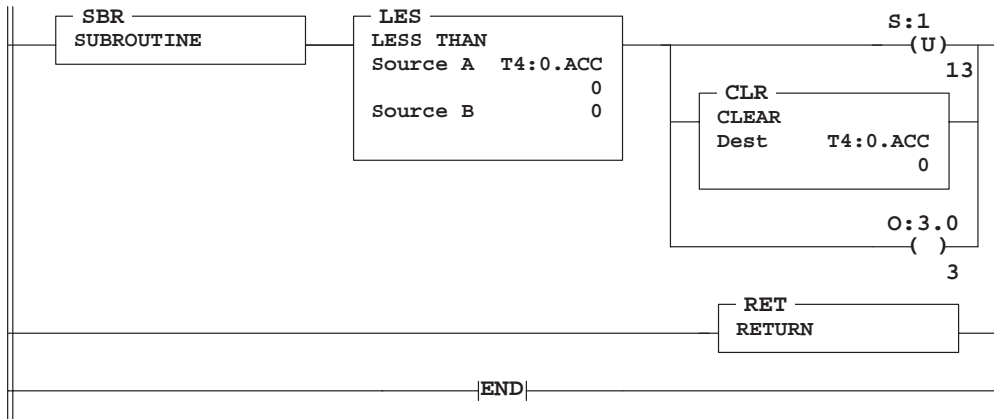 SBR
SUBROUTINE
LES
LESS THAN
Source A T4:0.ACC
0
Source B 0
S:1
(U)
13
CLR
CLEAR
Dest T4:0.ACC
0
O:3.0
( )
3
RET
RETURN
END